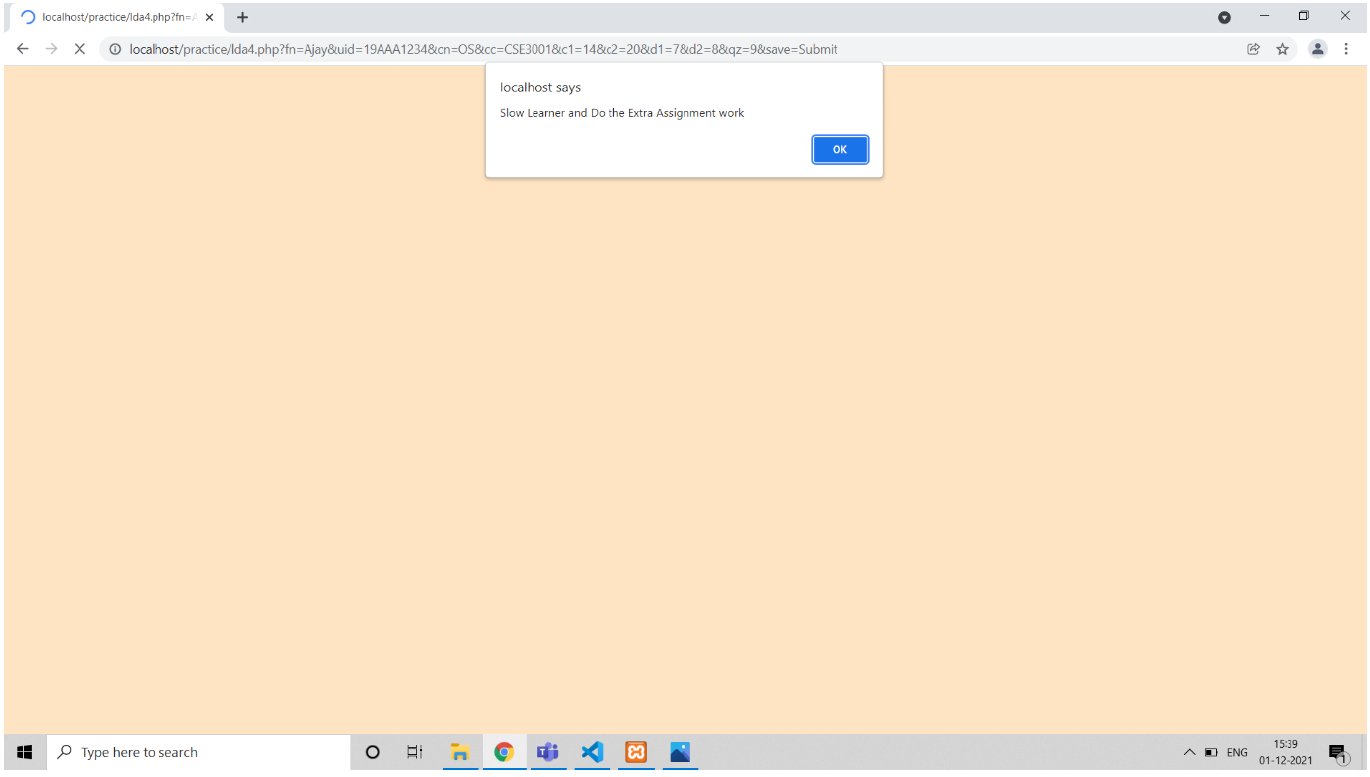 localhost/practice/lda4.php?fn=A
localhost/practice/lda4.php?fn=Ajay&uid=19AAA1234&cn=OS&cc=CSE3001&c1=14&c2=20&d1=7&d2=8&qz=9&save=Submit
localhost says
Slow Learner and Do the Extra Assignment work
OK
Type here to search
ENG
15:39
01-12-2021
1